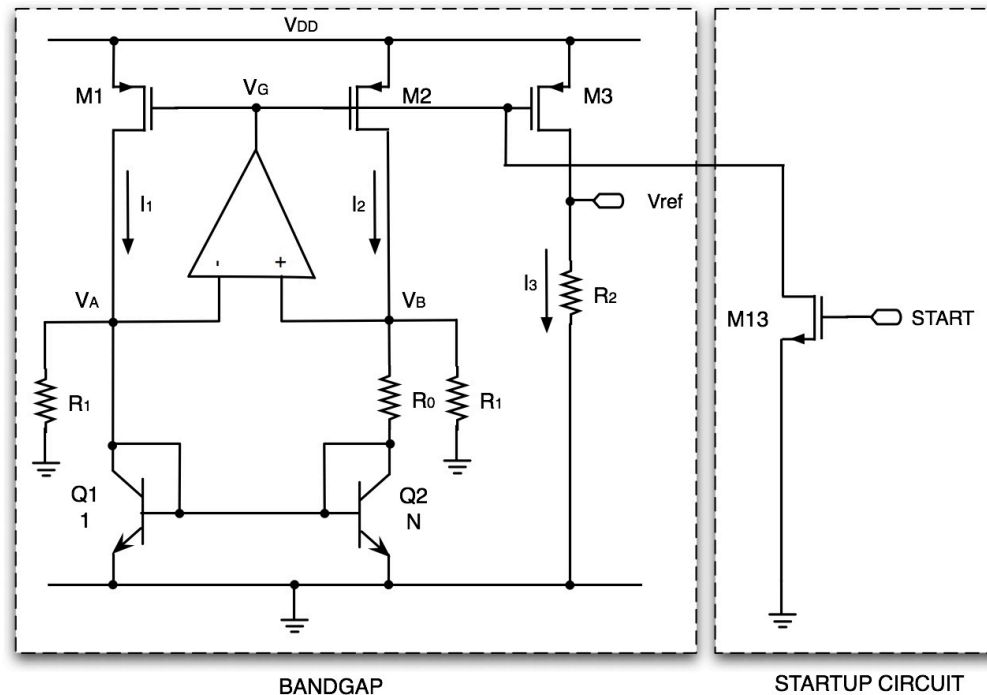 VDD
M1
VG
M2
M3
I1
I2
Vref
I3
R2
- +
VA
VB
M13
START
R1
R0
R1
Q1
1
Q2
N
BANDGAP
STARTUP CIRCUIT